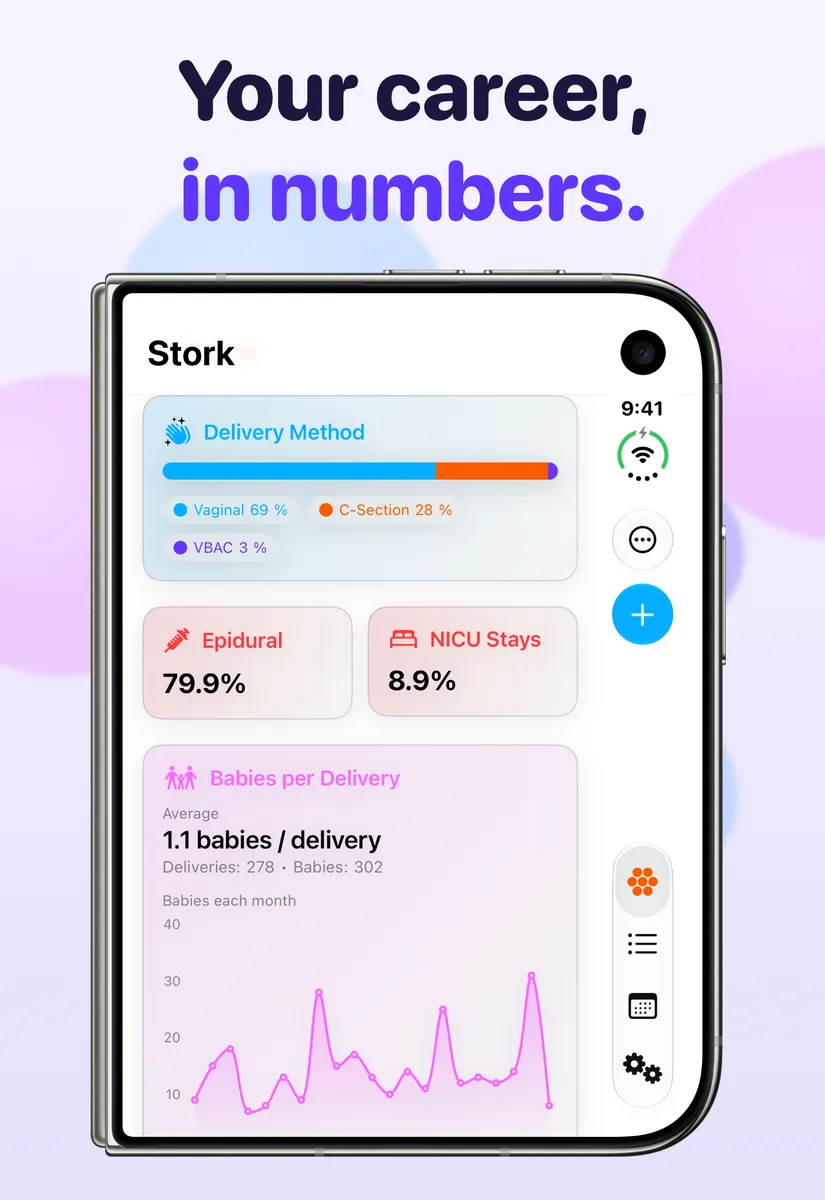 Your career,
in numbers.
Stork
9:41
Delivery Method
Vaginal 69 %
C-Section 28 %
VBAC 3 %
Epidural
79.9%
NICU Stays
8.9%
Babies per Delivery
Average
1.1 babies / delivery
Deliveries: 278 • Babies: 302
Babies each month
40
30
20
10